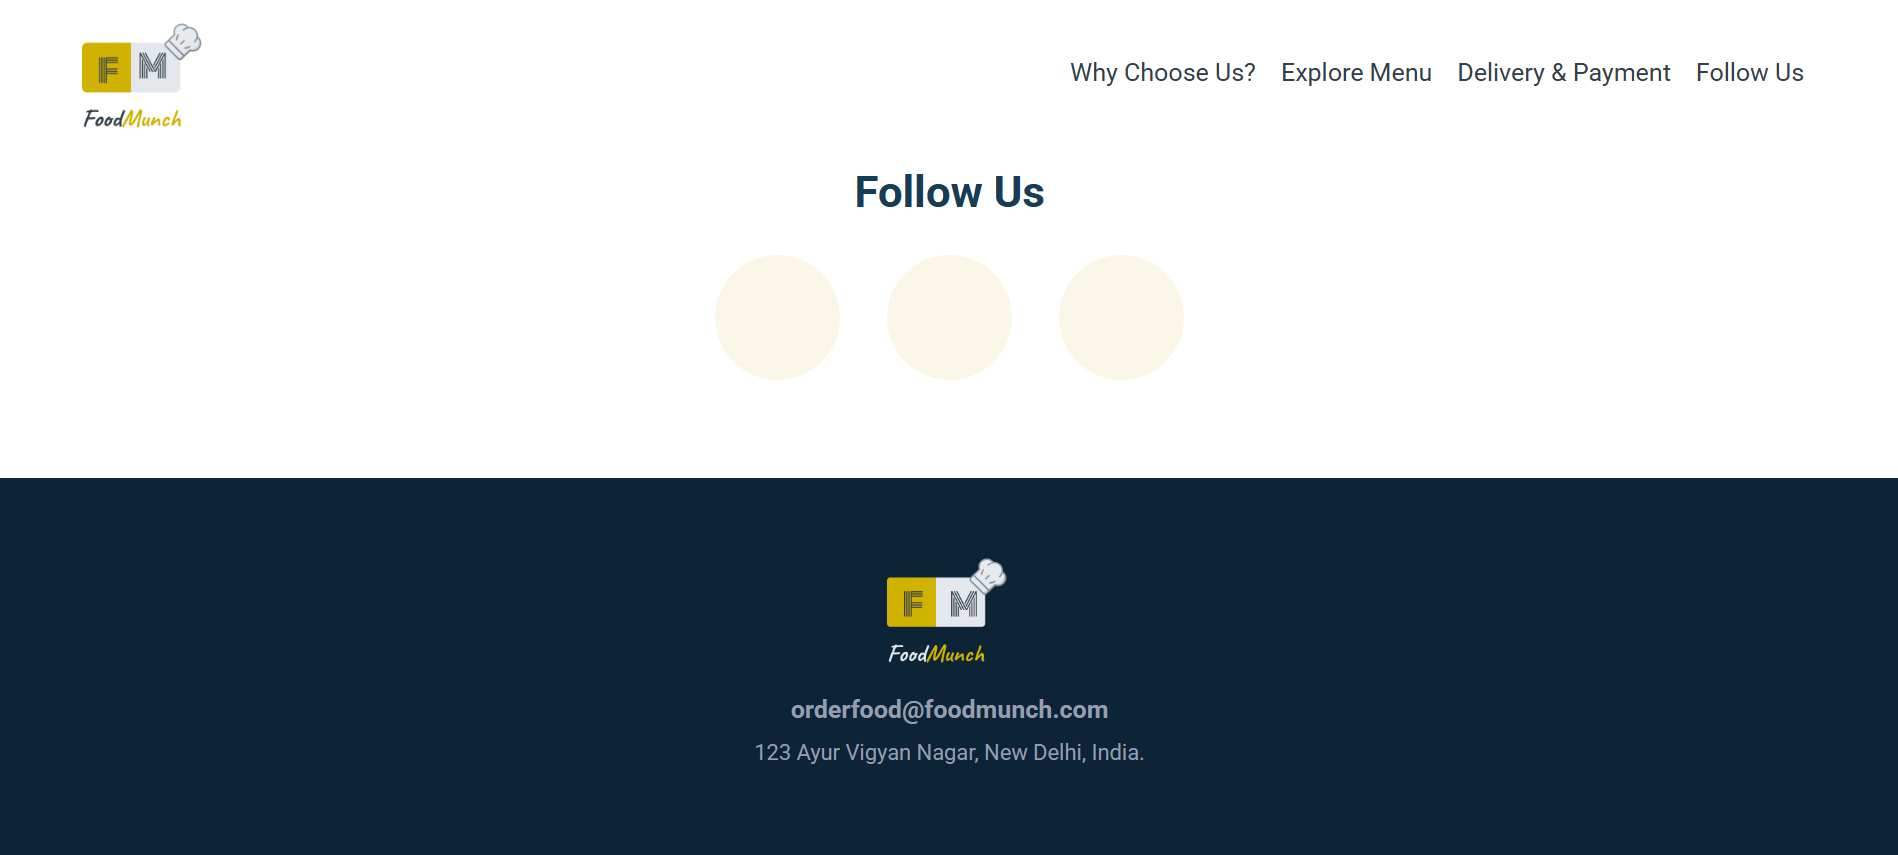 F M
FoodMunch
Why Choose Us? Explore Menu Delivery & Payment Follow Us
Follow Us
F M
FoodMunch
orderfood@foodmunch.com
123 Ayur Vigyan Nagar, New Delhi, India.